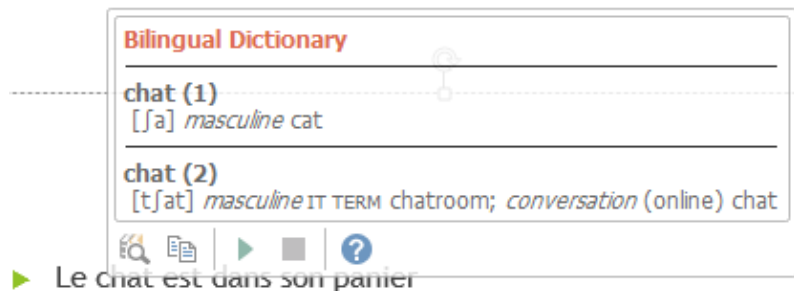 Bilingual Dictionary
chat (1)
[ʃa] masculine cat
chat (2)
[tʃat] masculine IT TERM chatroom; conversation (online) chat
Le chat est dans son panier